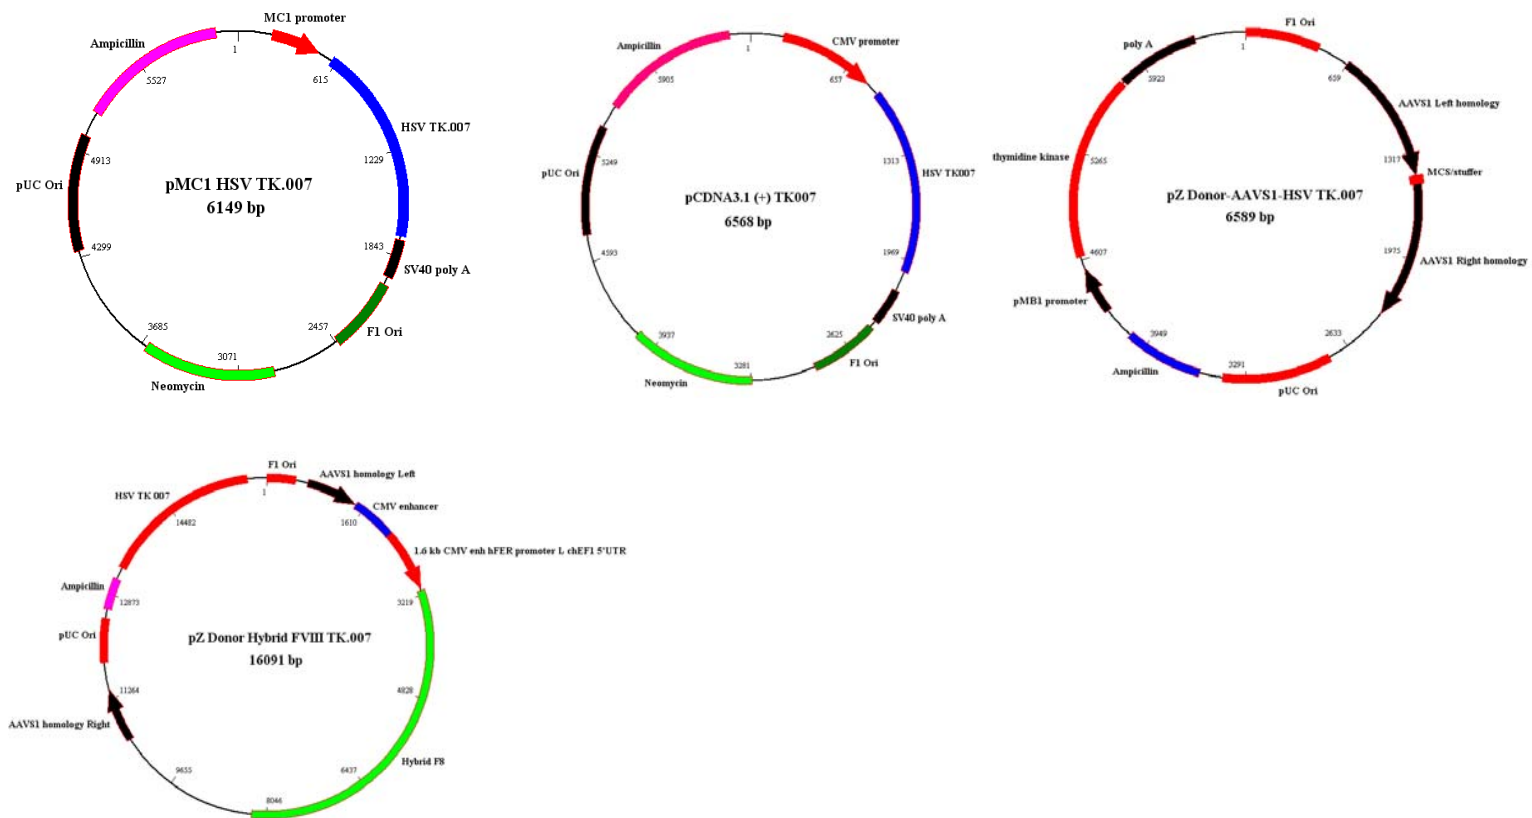 MC1 promoter
Ampicillin
1
5527
615
HSV TK.007
1229
4913
pUC Ori
pMC1 HSV TK.007
6149 bp
1843
4299
SV40 poly A
F1 Ori
3685
2457
3071
Neomycin
CMV promoter
Ampicillin
1
5905
657
5249
1313
pUC Ori
HSV TK007
pCDNA3.1 (+) TK007
6568 bp
4593
1969
SV40 poly A
3937
2625
F1 Ori
3281
Neomycin
F1 Ori
poly A
1
5923
659
AAVS1 Left homology
thymidine kinase
5265
1317
MCS/stuffer
pZ Donor-AAVS1-HSV TK.007
6589 bp
4607
1975
AAVS1 Right homology
pMB1 promoter
3949
2633
Ampicillin
3291
pUC Ori
F1 Ori
AAVS1 homology Left
HSV TK 007
1
CMV enhancer
14482
1610
1.6 kb CMV enh hFER promoter L chEF1 5'UTR
Ampicillin
12873
3219
pUC Ori
pZ Donor Hybrid FVIII TK.007
16091 bp
11264
4828
AAVS1 homology Right
9655
6437
Hybrid F8
8046